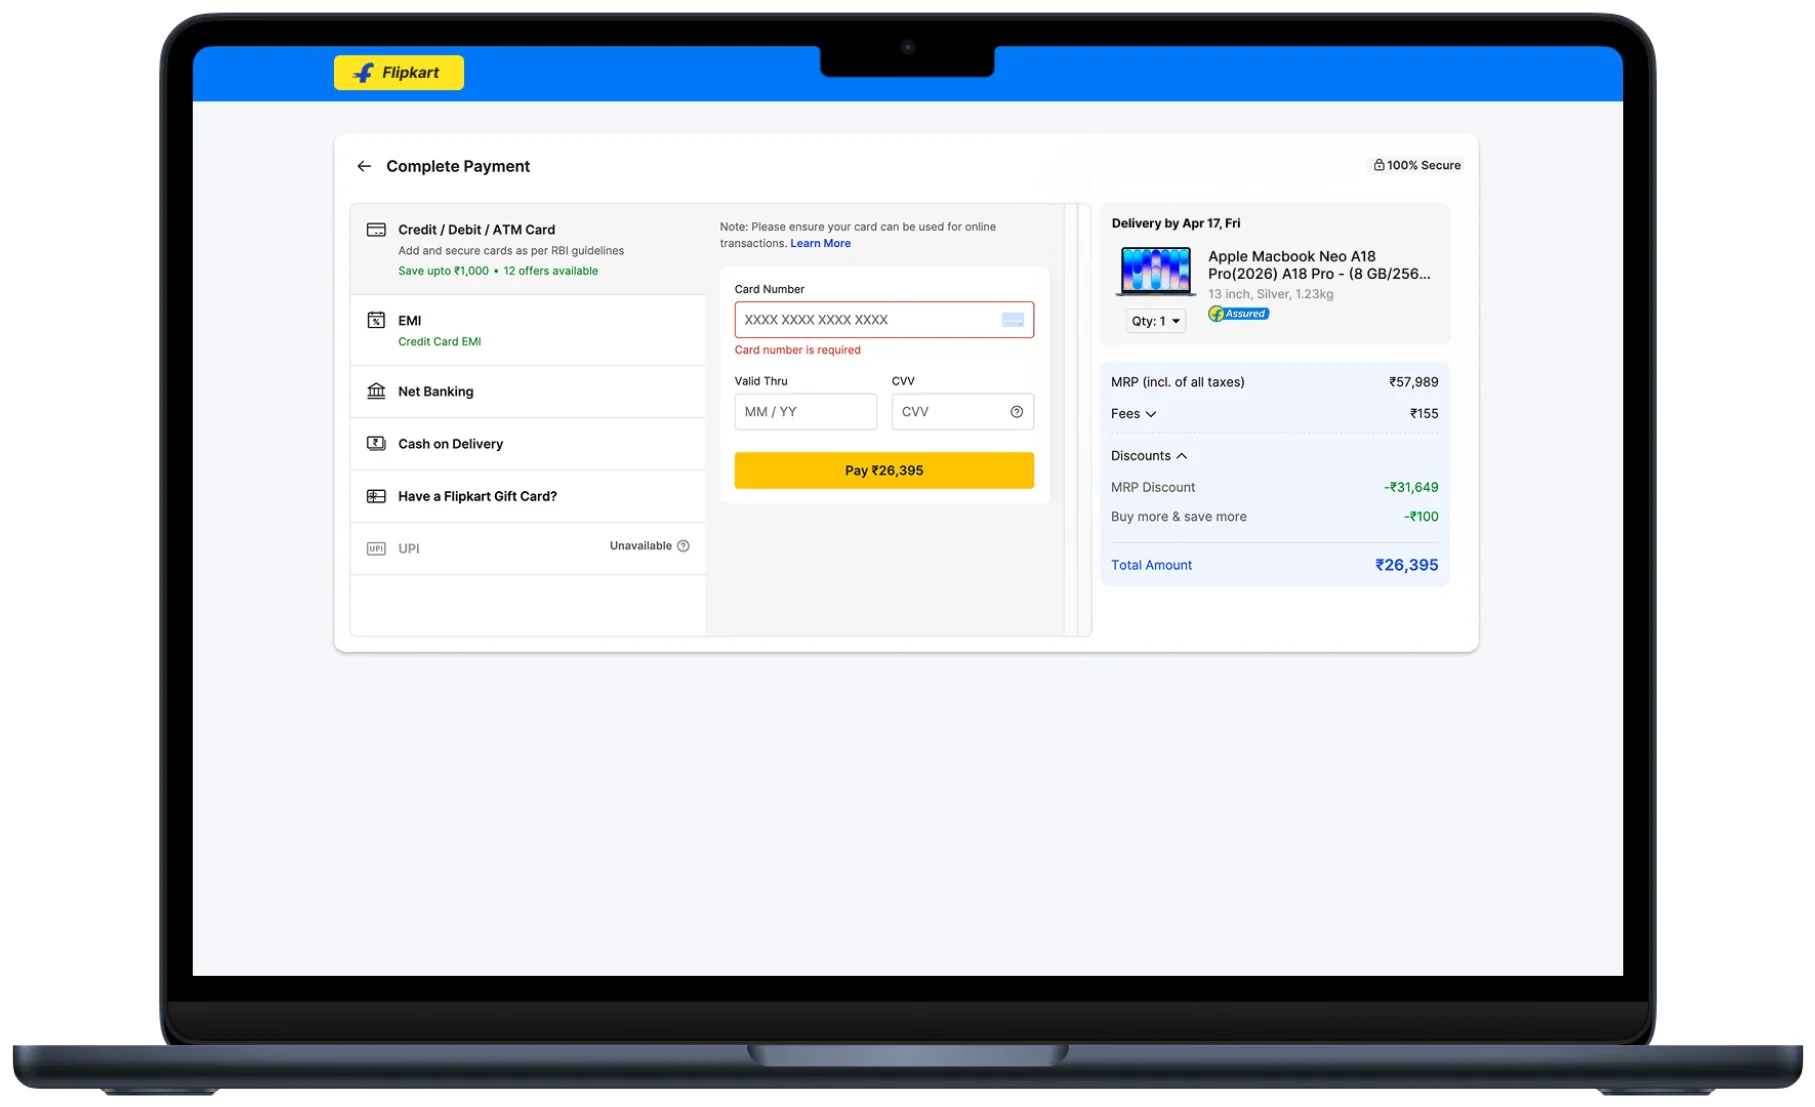 Flipkart
Complete Payment
100% Secure
Credit / Debit / ATM Card
Add and secure cards as per RBI guidelines
Save upto ₹1,000 • 12 offers available
EMI
Credit Card EMI
Net Banking
Cash on Delivery
Have a Flipkart Gift Card?
UPI UPI Unavailable
Note: Please ensure your card can be used for online
transactions. Learn More
Card Number
XXXX XXXX XXXX XXXX
Card number is required
Valid Thru CVV
MM / YY CVV
Pay ₹26,395
Delivery by Apr 17, Fri
Apple Macbook Neo A18
Pro(2026) A18 Pro - (8 GB/256...
13 inch, Silver, 1.23kg
Assured
Qty: 1
MRP (incl. of all taxes) ₹57,989
Fees ₹155
Discounts
MRP Discount -₹31,649
Buy more & save more -₹100
Total Amount ₹26,395